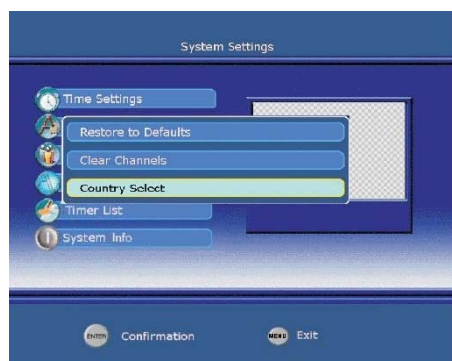 System Settings
Time Settings
Restore to Defaults
Clear Channels
Country Select
Timer List
System Info
ENTER Confirmation MENU Exit